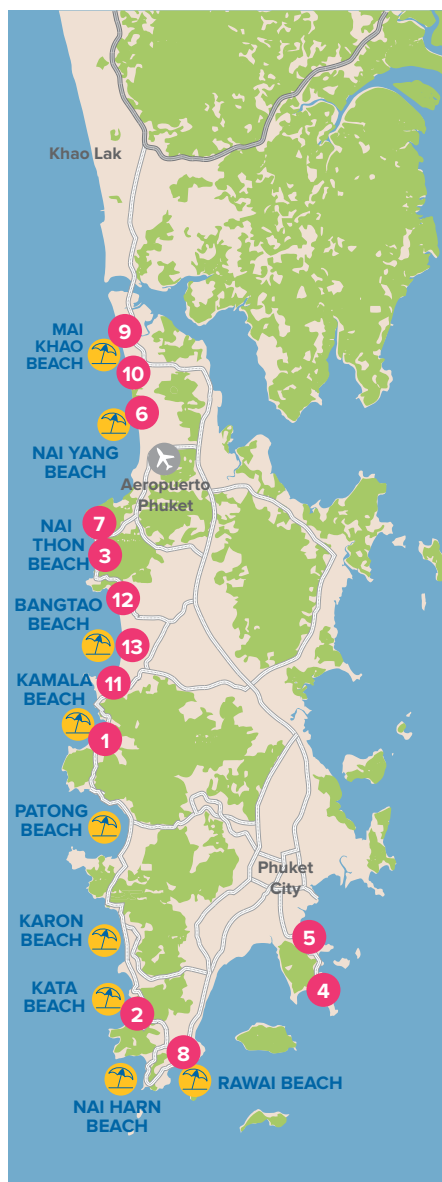 Khao Lak
9
MAI
KHAO
BEACH
10
6
NAI YANG
BEACH
Aeropuerto
Phuket
7
NAI
THON
BEACH
3
12
BANGTAO
BEACH
13
KAMALA
BEACH
11
1
PATONG
BEACH
Phuket
City
KARON
BEACH
5
KATA
BEACH
4
2
8
RAWAI BEACH
NAI HARN
BEACH